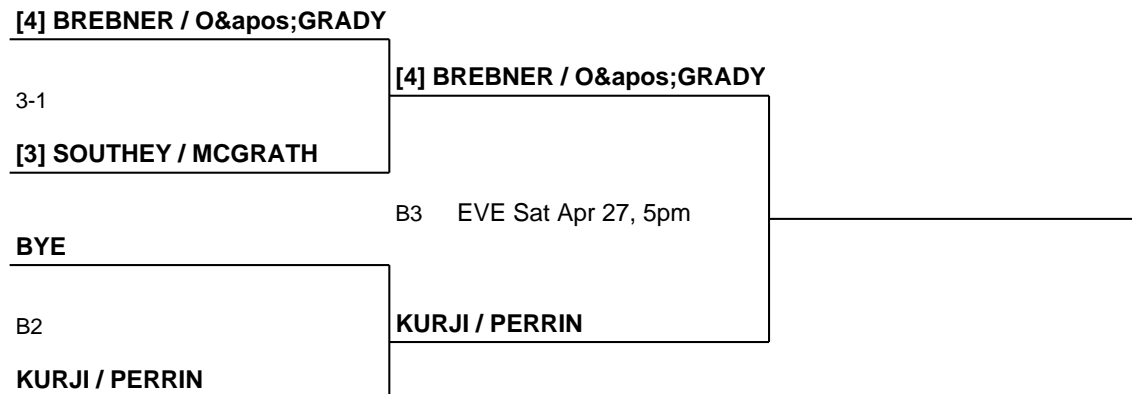 [4] BREBNER / O&apos;GRADY
[4] BREBNER / O&apos;GRADY
3-1
[3] SOUTHEY / MCGRATH
B3 EVE Sat Apr 27, 5pm
BYE
B2
KURJI / PERRIN
KURJI / PERRIN